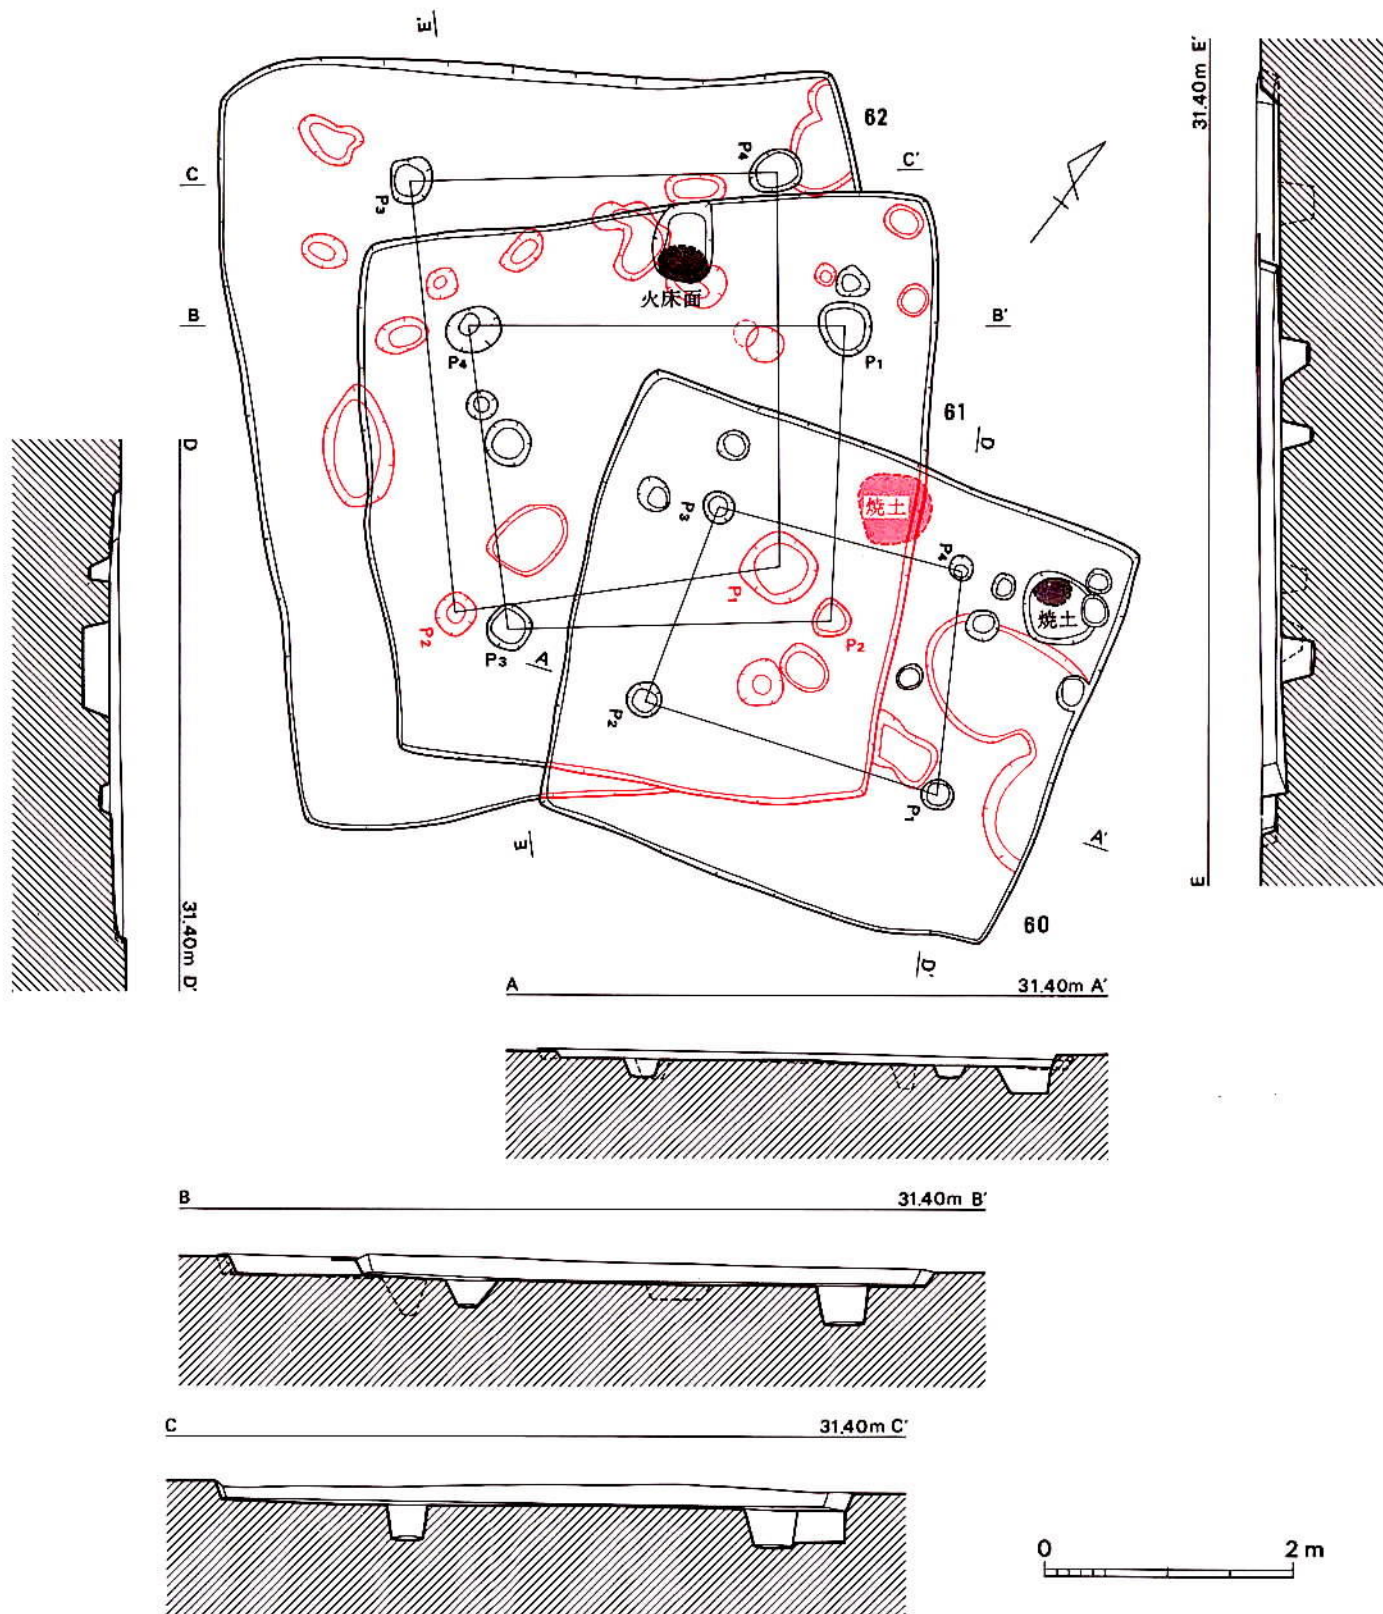 E'
62
P4
C
C'
P3
火床面
B
B'
P4
P1
61
D
焼土
P3
P4
焼土
P1
P2
P3
A
P2
P2
P1
A'
E
60
D'
31.40m E'
E
D
31.40m D'
A
31.40m A'
B
31.40m B'
C
31.40m C'
0
2 m